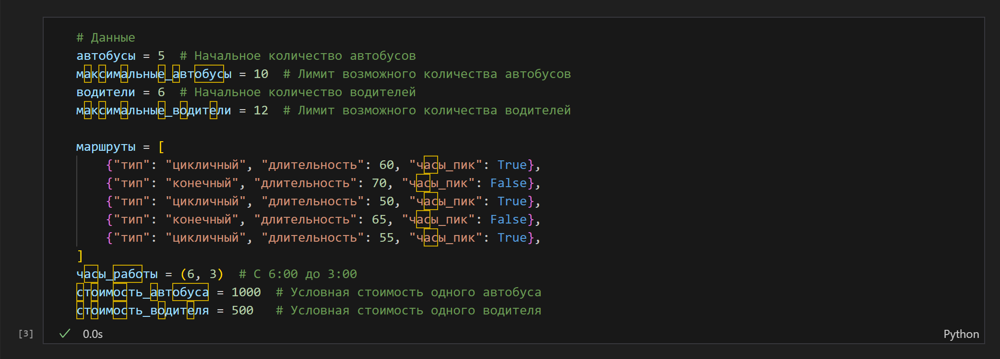 # Данные
автобусы = 5  # Начальное количество автобусов
максимальные_автобусы = 10  # Лимит возможного количества автобусов
водители = 6  # Начальное количество водителей
максимальные_водители = 12  # Лимит возможного количества водителей
маршруты = [
    {"тип": "цикличный", "длительность": 60, "часы_пик": True},
    {"тип": "конечный", "длительность": 70, "часы_пик": False},
    {"тип": "цикличный", "длительность": 50, "часы_пик": True},
    {"тип": "конечный", "длительность": 65, "часы_пик": False},
    {"тип": "цикличный", "длительность": 55, "часы_пик": True},
]
часы_работы = (6, 3)  # С 6:00 до 3:00
стоимость_автобуса = 1000  # Условная стоимость одного автобуса
стоимость_водителя = 500   # Условная стоимость одного водителя
[3] ✓ 0.0s Python